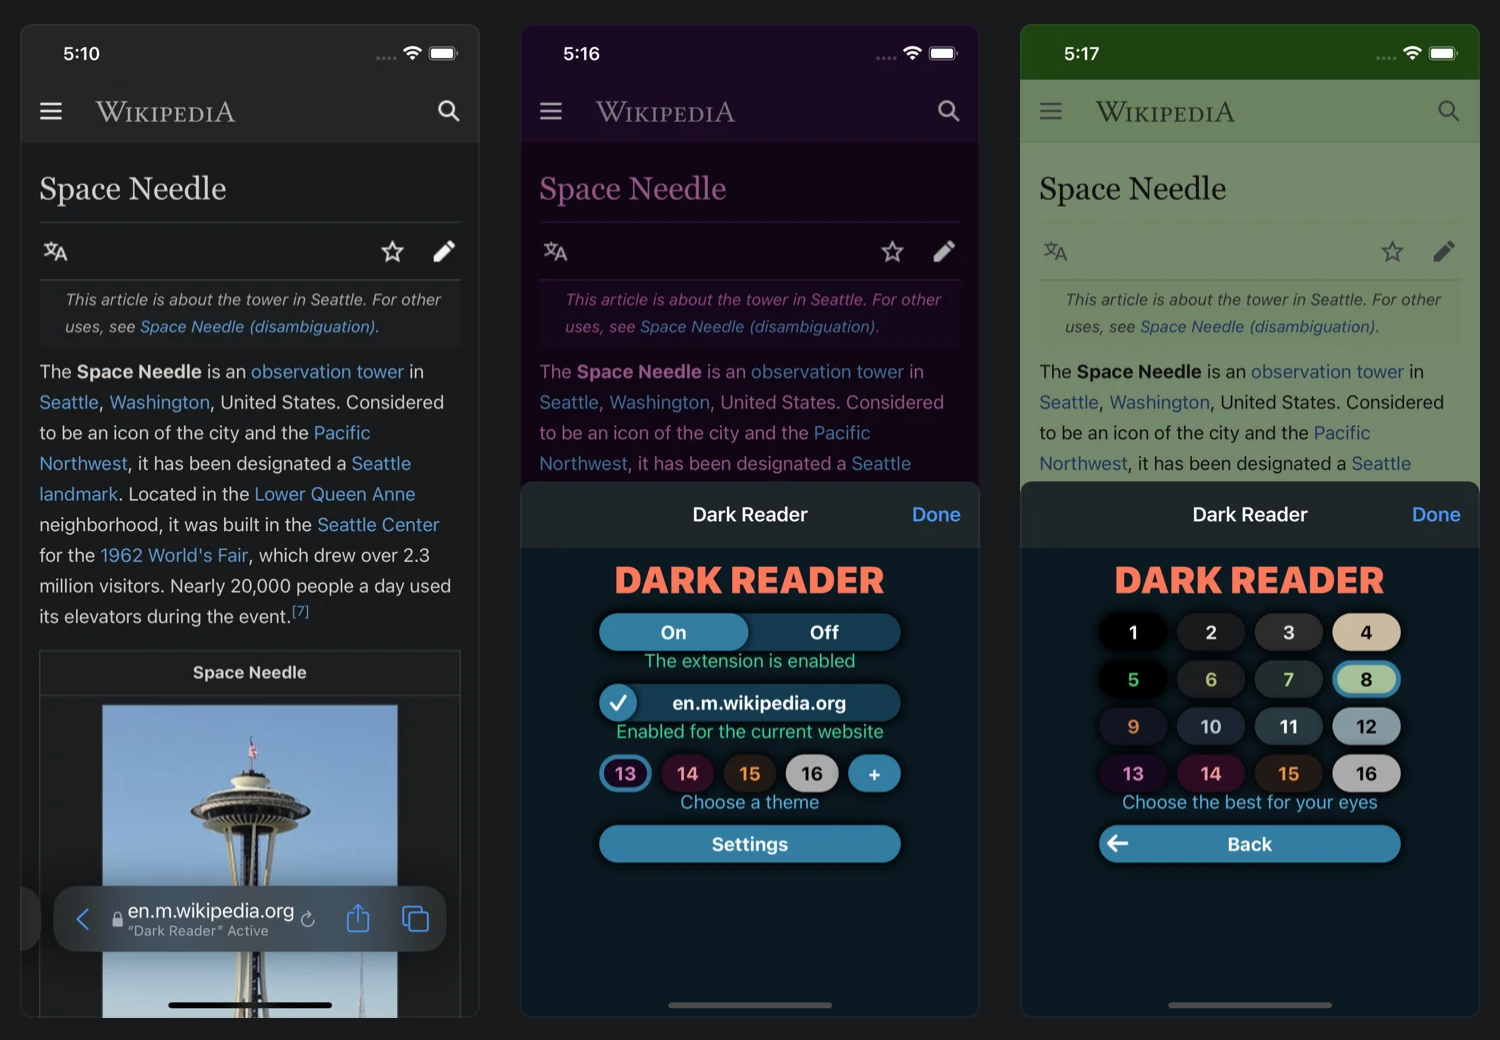 5:10
WIKIPEDIA
Space Needle
This article is about the tower in Seattle. For other
uses, see Space Needle (disambiguation).
The Space Needle is an observation tower in
Seattle, Washington, United States. Considered
to be an icon of the city and the Pacific
Northwest, it has been designated a Seattle
landmark. Located in the Lower Queen Anne
neighborhood, it was built in the Seattle Center
for the 1962 World's Fair, which drew over 2.3
million visitors. Nearly 20,000 people a day used
its elevators during the event.[7]
Space Needle
en.m.wikipedia.org
“Dark Reader” Active
5:16
WIKIPEDIA
Space Needle
This article is about the tower in Seattle. For other
uses, see Space Needle (disambiguation).
The Space Needle is an observation tower in
Seattle, Washington, United States. Considered
to be an icon of the city and the Pacific
Northwest, it has been designated a Seattle
Dark Reader Done
DARK READER
On Off
The extension is enabled
en.m.wikipedia.org
Enabled for the current website
13 14 15 16 +
Choose a theme
Settings
5:17
WIKIPEDIA
Space Needle
This article is about the tower in Seattle. For other
uses, see Space Needle (disambiguation).
The Space Needle is an observation tower in
Seattle, Washington, United States. Considered
to be an icon of the city and the Pacific
Northwest, it has been designated a Seattle
Dark Reader Done
DARK READER
1 2 3 4
5 6 7 8
9 10 11 12
13 14 15 16
Choose the best for your eyes
Back